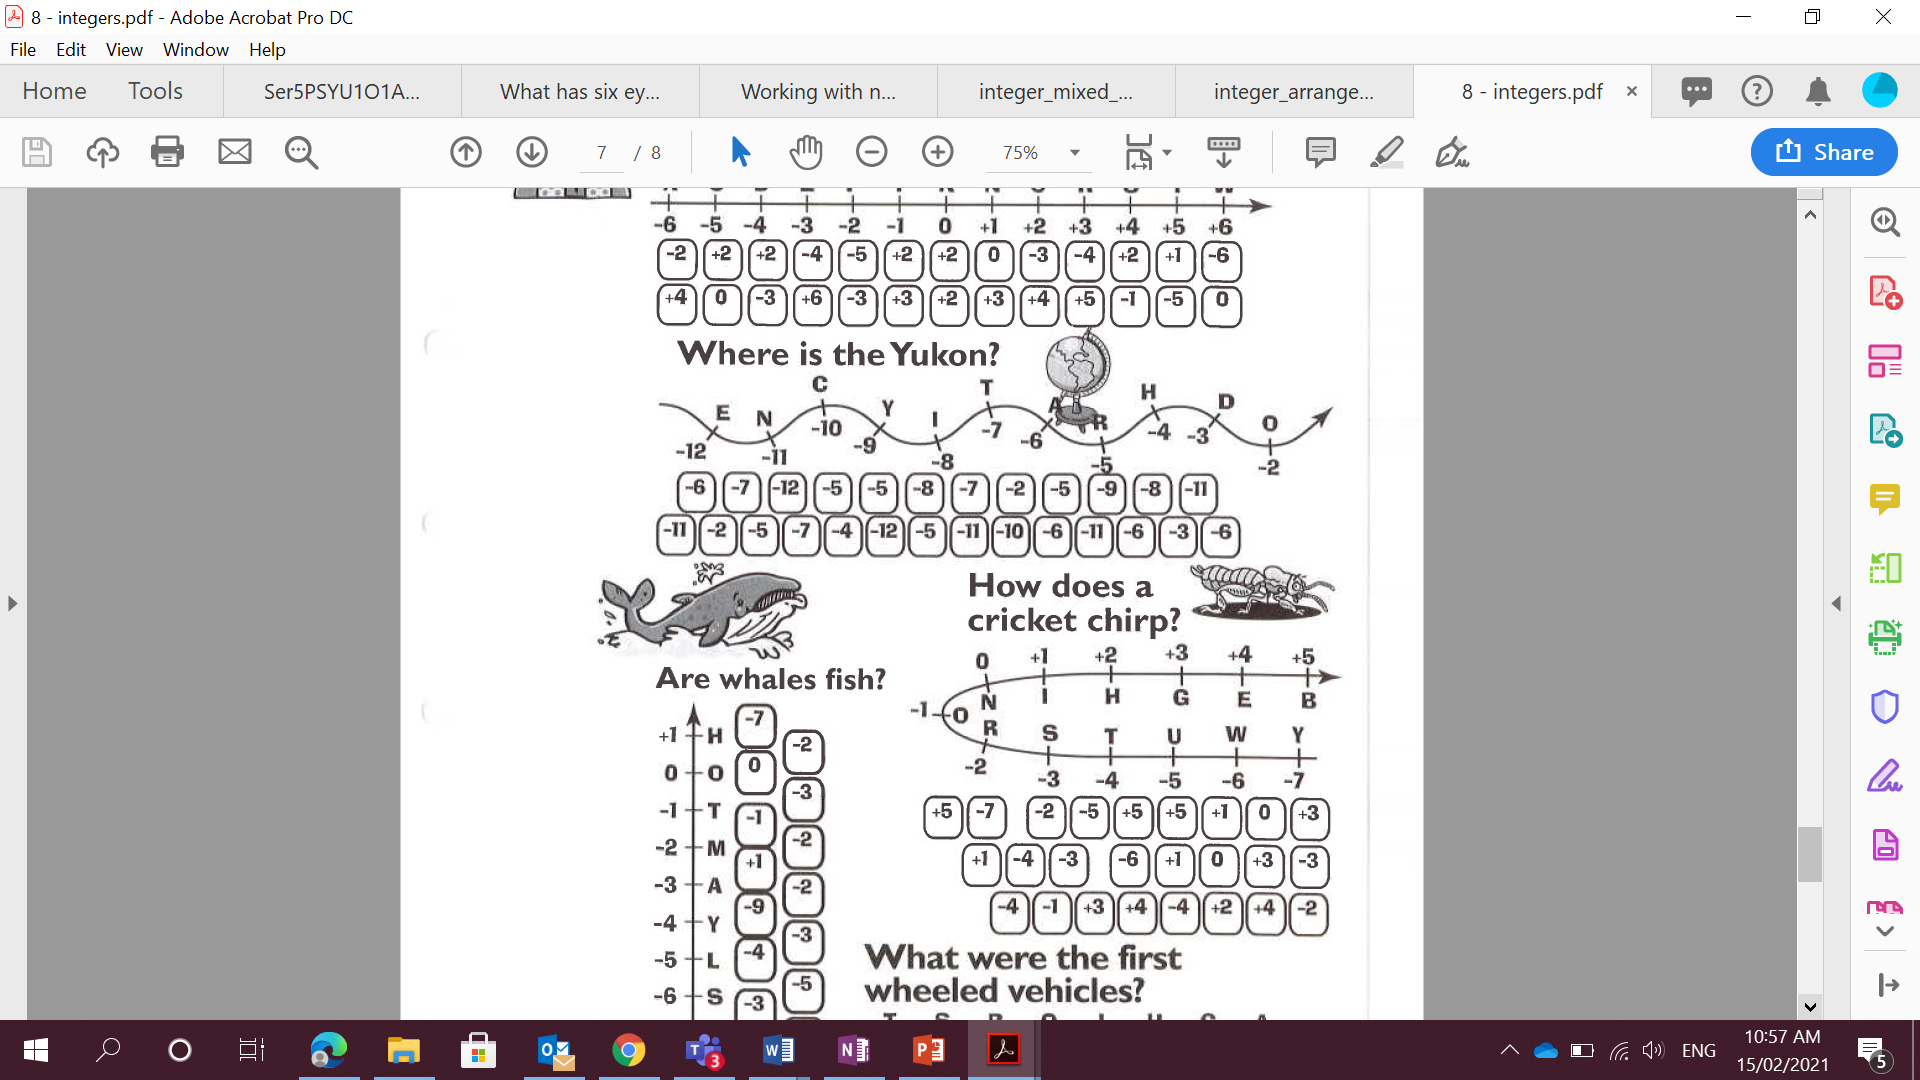 8 - integers.pdf - Adobe Acrobat Pro DC
File Edit View Window Help
Home Tools Ser5PSYU1O1A... What has six ey... Working with n... integer_mixed_... integer_arrange... 8 - integers.pdf ×
7 / 8 75% Share
-6 -5 -4 -3 -2 -1 0 +1 +2 +3 +4 +5 +6
-2 +2 +2 -4 -5 +2 +2 0 -3 -4 +2 +1 -6
+4 0 -3 +6 -3 +3 +2 +3 +4 +5 -1 -5 0
Where is the Yukon?
E N C Y I T A R H D O
-12 -11 -10 -9 -8 -7 -6 -5 -4 -3 -2
-6 -7 -12 -5 -5 -8 -7 -2 -5 -9 -8 -11
-11 -2 -5 -7 -4 -12 -5 -11 -10 -6 -11 -6 -3 -6
Are whales fish?
+1 H
0 O
-1 T
-2 M
-3 A
-4 Y
-5 L
-6 S
-7
0
-1
+1
-9
-4
-3
-2
-3
-2
-2
-3
-5
How does a
cricket chirp?
0 +1 +2 +3 +4 +5
N I H G E B
-1 O
R S T U W Y
-2 -3 -4 -5 -6 -7
+5 -7 -2 -5 +5 +5 +1 0 +3
+1 -4 -3 -6 +1 0 +3 -3
-4 -1 +3 +4 -4 +2 +4 -2
What were the first
wheeled vehicles?
3
ENG
10:57 AM
15/02/2021
5